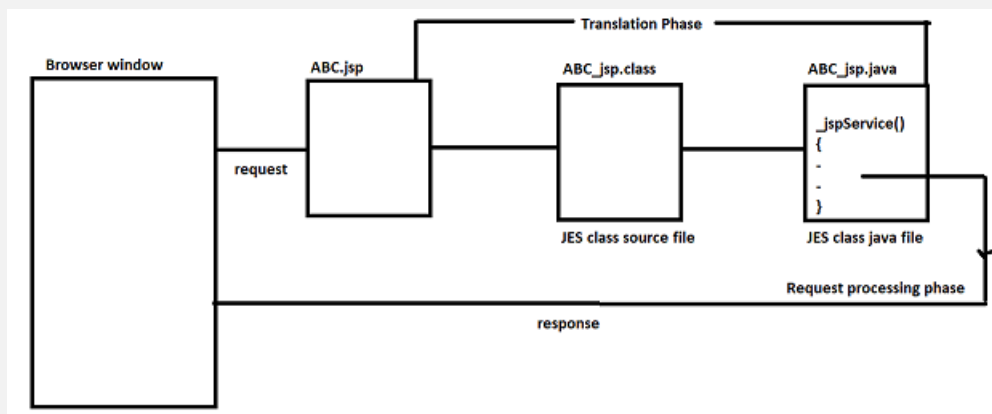 Translation Phase
Browser window
ABC.jsp
ABC_jsp.class
ABC_jsp.java
_jspService()
{
-
-
}
request
JES class source file
JES class java file
Request processing phase
response